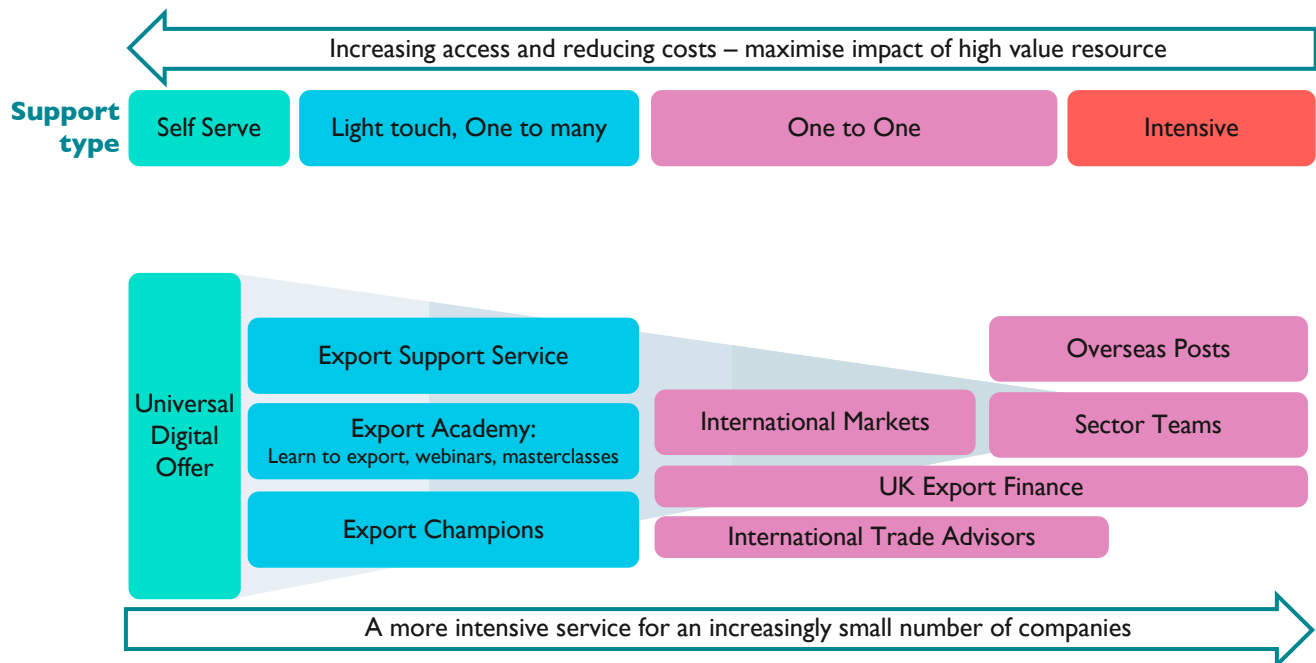 Increasing access and reducing costs – maximise impact of high value resource
Support
type
Self Serve
Light touch, One to many
One to One
Intensive
Universal
Digital
Offer
Export Support Service
Export Academy:
Learn to export, webinars, masterclasses
Export Champions
Overseas Posts
International Markets
Sector Teams
UK Export Finance
International Trade Advisors
A more intensive service for an increasingly small number of companies